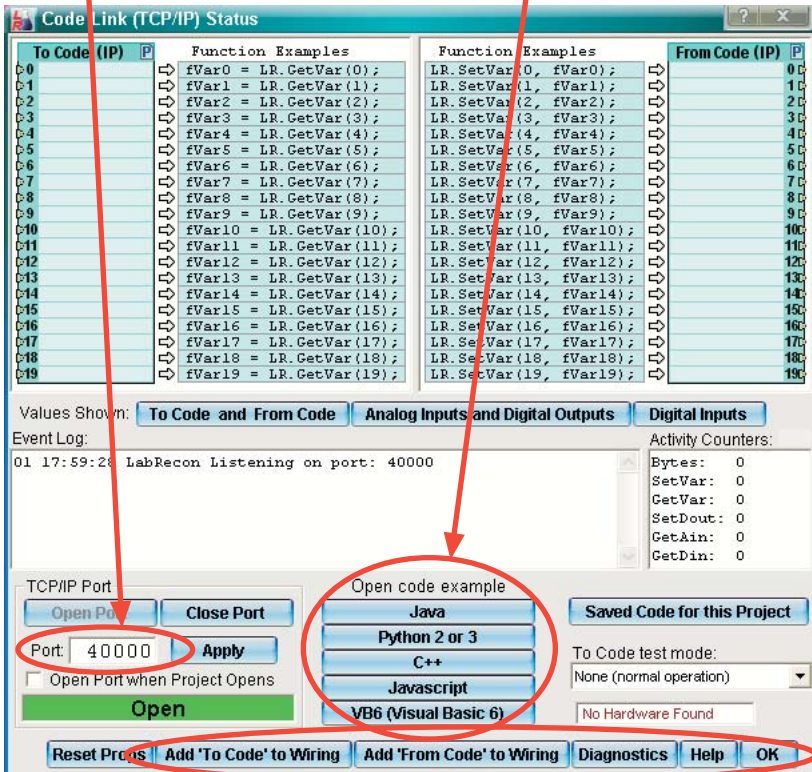 Code Link (TCP/IP) Status
To Code (IP) P Function Examples Function Examples From Code (IP) P
0 fVar0 = LR.GetVar(0); LR.SetVar(0, fVar0); 0
1 fVar1 = LR.GetVar(1); LR.SetVar(1, fVar1); 1
2 fVar2 = LR.GetVar(2); LR.SetVar(2, fVar2); 2
3 fVar3 = LR.GetVar(3); LR.SetVar(3, fVar3); 3
4 fVar4 = LR.GetVar(4); LR.SetVar(4, fVar4); 4
5 fVar5 = LR.GetVar(5); LR.SetVar(5, fVar5); 5
6 fVar6 = LR.GetVar(6); LR.SetVar(6, fVar6); 6
7 fVar7 = LR.GetVar(7); LR.SetVar(7, fVar7); 7
8 fVar8 = LR.GetVar(8); LR.SetVar(8, fVar8); 8
9 fVar9 = LR.GetVar(9); LR.SetVar(9, fVar9); 9
10 fVar10 = LR.GetVar(10); LR.SetVar(10, fVar10); 10
11 fVar11 = LR.GetVar(11); LR.SetVar(11, fVar11); 11
12 fVar12 = LR.GetVar(12); LR.SetVar(12, fVar12); 12
13 fVar13 = LR.GetVar(13); LR.SetVar(13, fVar13); 13
14 fVar14 = LR.GetVar(14); LR.SetVar(14, fVar14); 14
15 fVar15 = LR.GetVar(15); LR.SetVar(15, fVar15); 15
16 fVar16 = LR.GetVar(16); LR.SetVar(16, fVar16); 16
17 fVar17 = LR.GetVar(17); LR.SetVar(17, fVar17); 17
18 fVar18 = LR.GetVar(18); LR.SetVar(18, fVar18); 18
19 fVar19 = LR.GetVar(19); LR.SetVar(19, fVar19); 19
Values Shown: To Code and From Code Analog Inputs and Digital Outputs Digital Inputs
Event Log: Activity Counters:
01 17:59:28 LabRecon Listening on port: 40000
Bytes: 0
SetVar: 0
GetVar: 0
SetDout: 0
GetAin: 0
GetDin: 0
TCP/IP Port
Open Port Close Port
Port: 40000 Apply
Open Port when Project Opens
Open
Open code example
Java
Python 2 or 3
C++
Javascript
VB6 (Visual Basic 6)
Saved Code for this Project
To Code test mode:
None (normal operation)
No Hardware Found
Reset Props Add 'To Code' to Wiring Add 'From Code' to Wiring Diagnostics Help OK